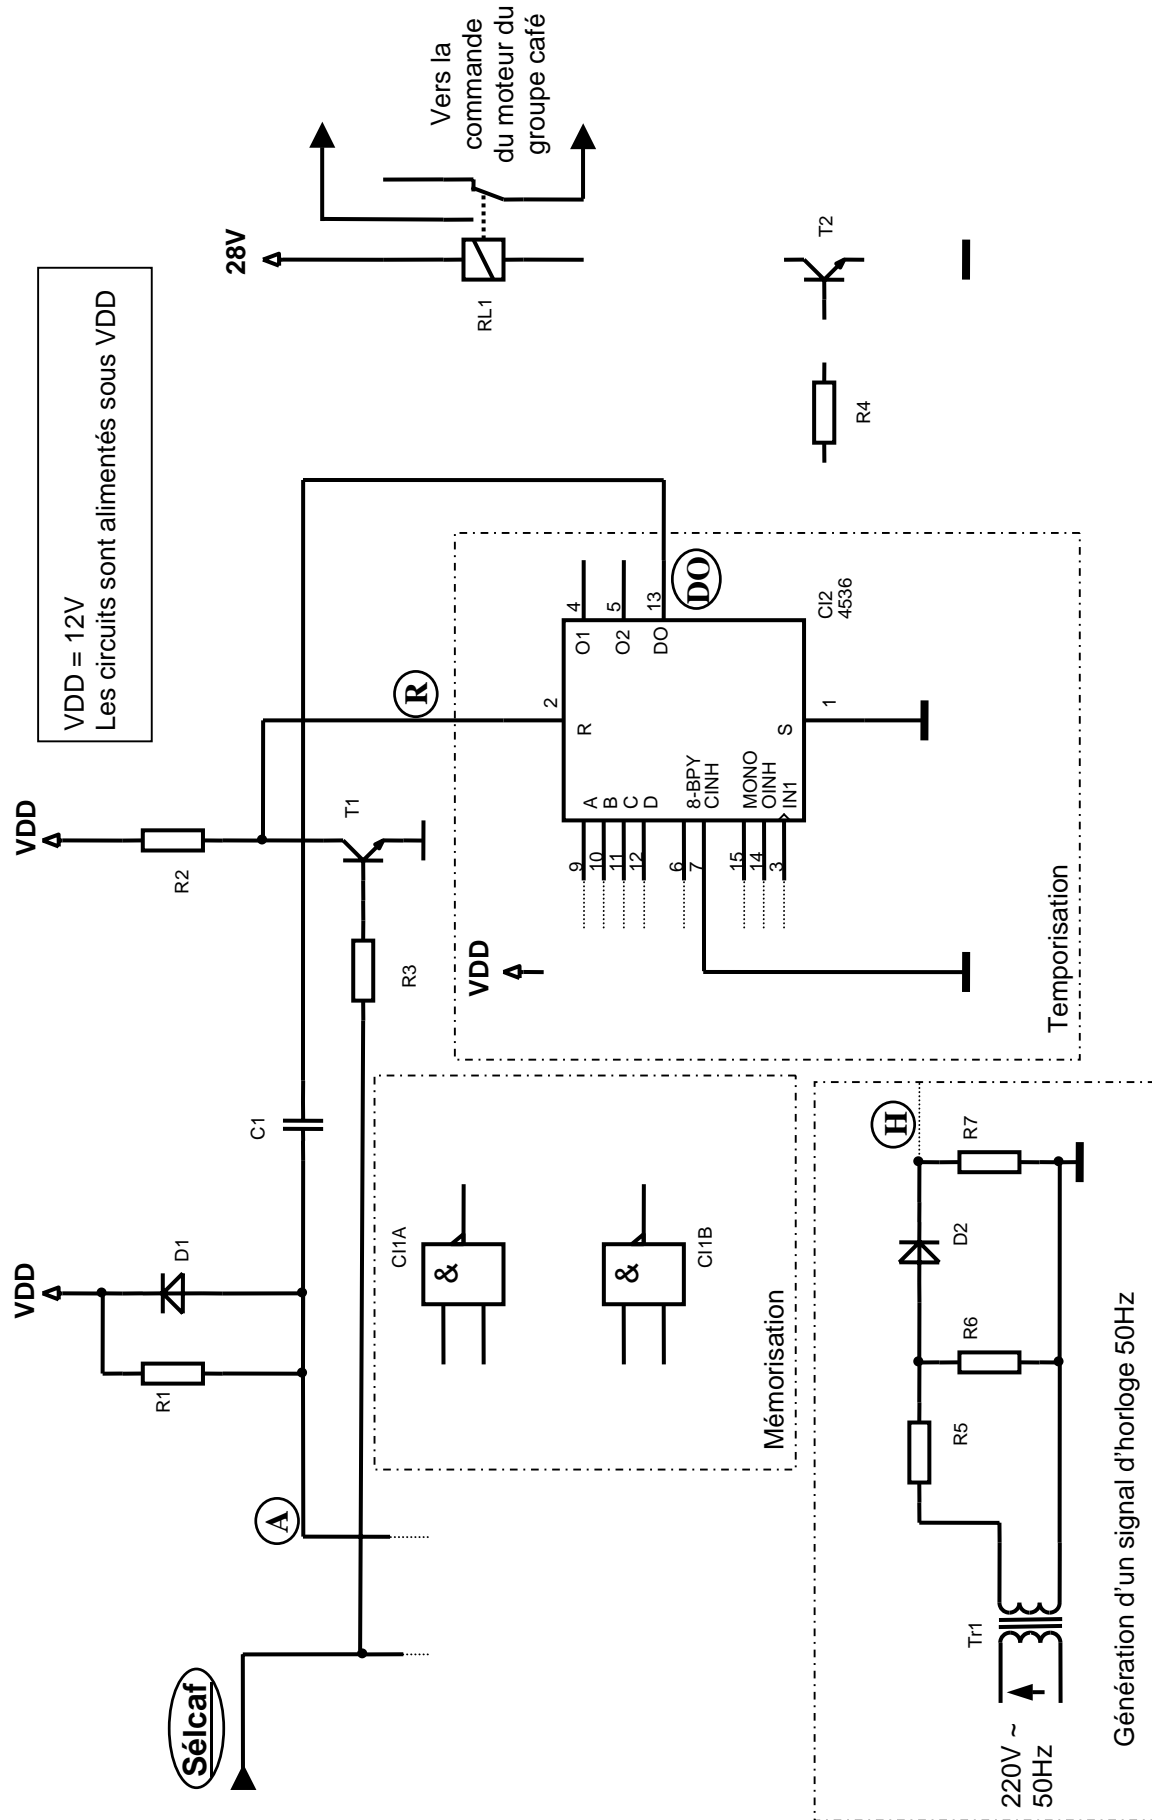 VDD = 12V
Les circuits sont alimentés sous VDD
Sélcaf
A
VDD
R1
D1
C1
VDD
R2
R3
T1
R
28V
RL1
Vers la
commande
du moteur du
groupe café
CI1A
&
CI1B
&
Mémorisation
VDD
9
10
11
12
6
7
15
14
3
A
B
C
D
8-BPY
CINH
MONO
OINH
IN1
R
2
S
1
O1
O2
DO
4
5
13
DO
CI2
4536
Temporisation
R4
T2
220V ~
50Hz
Tr1
R5
R6
D2
R7
H
Génération d'un signal d'horloge 50Hz